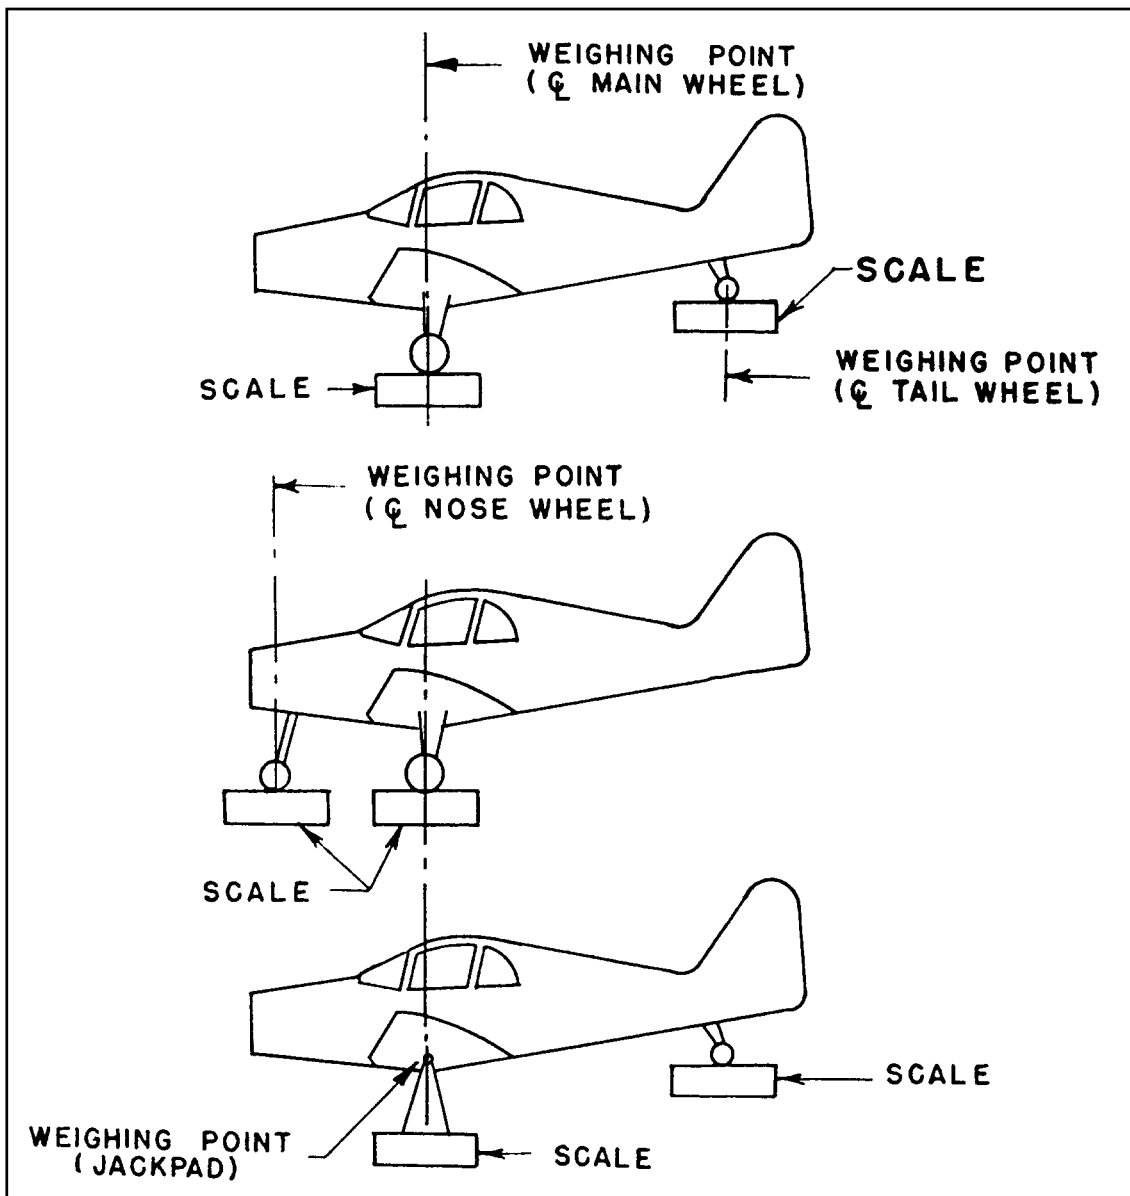 WEIGHING POINT
(℄ MAIN WHEEL)
SCALE
WEIGHING POINT
(℄ TAIL WHEEL)
SCALE
WEIGHING POINT
(℄ NOSE WHEEL)
SCALE
SCALE
WEIGHING POINT
(JACKPAD)
SCALE